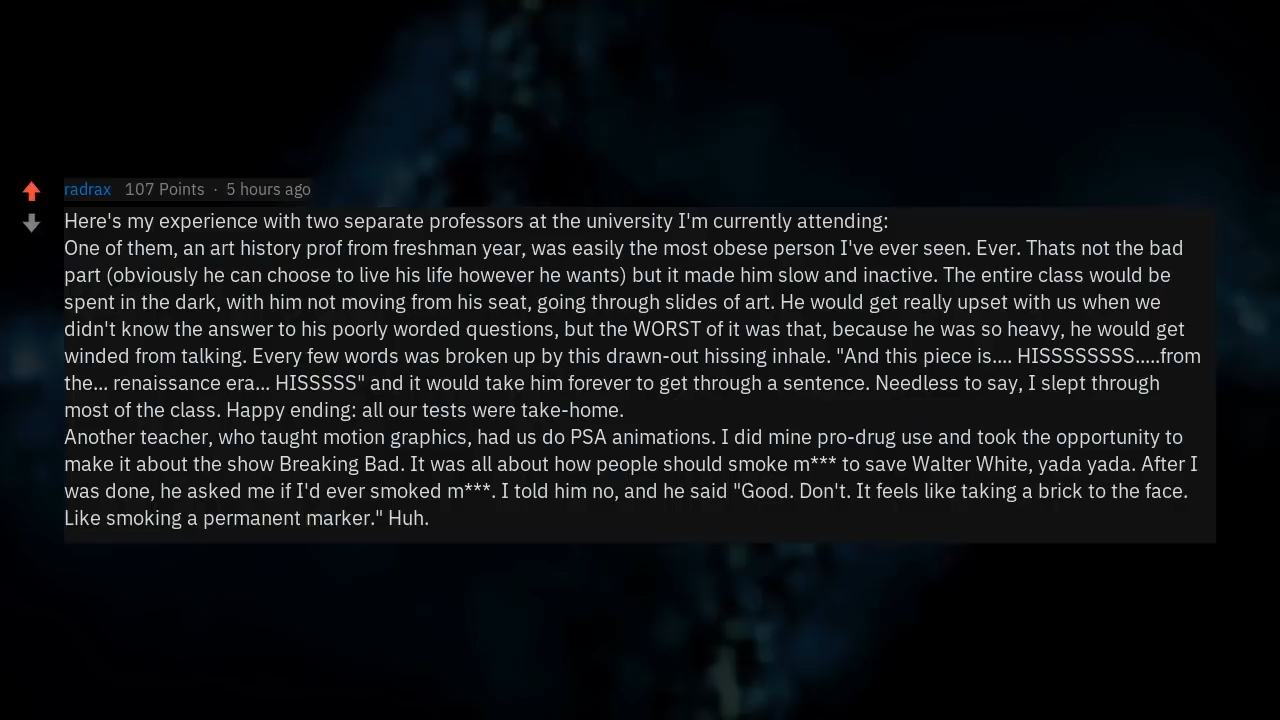 radrax 107 Points · 5 hours ago
Here's my experience with two separate professors at the university I'm currently attending:
One of them, an art history prof from freshman year, was easily the most obese person I've ever seen. Ever. Thats not the bad
part (obviously he can choose to live his life however he wants) but it made him slow and inactive. The entire class would be
spent in the dark, with him not moving from his seat, going through slides of art. He would get really upset with us when we
didn't know the answer to his poorly worded questions, but the WORST of it was that, because he was so heavy, he would get
winded from talking. Every few words was broken up by this drawn-out hissing inhale. "And this piece is.... HISSSSSSSS.....from
the... renaissance era... HISSSSS" and it would take him forever to get through a sentence. Needless to say, I slept through
most of the class. Happy ending: all our tests were take-home.
Another teacher, who taught motion graphics, had us do PSA animations. I did mine pro-drug use and took the opportunity to
make it about the show Breaking Bad. It was all about how people should smoke m*** to save Walter White, yada yada. After I
was done, he asked me if I'd ever smoked m***. I told him no, and he said "Good. Don't. It feels like taking a brick to the face.
Like smoking a permanent marker." Huh.